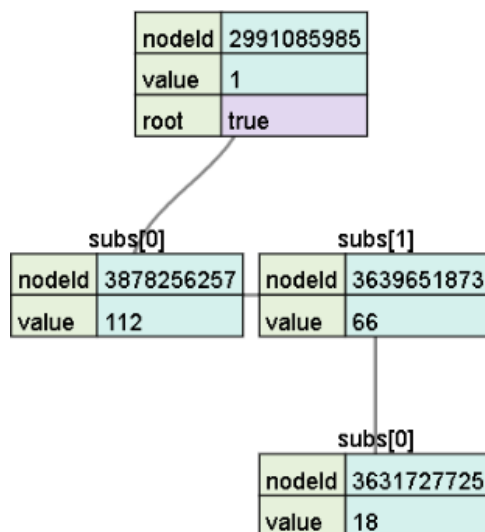 nodeId 2991085985
value 1
root true
subs[0] subs[1]
nodeId 3878256257 nodeId 3639651873
value 112 value 66
subs[0]
nodeId 3631727725
value 18